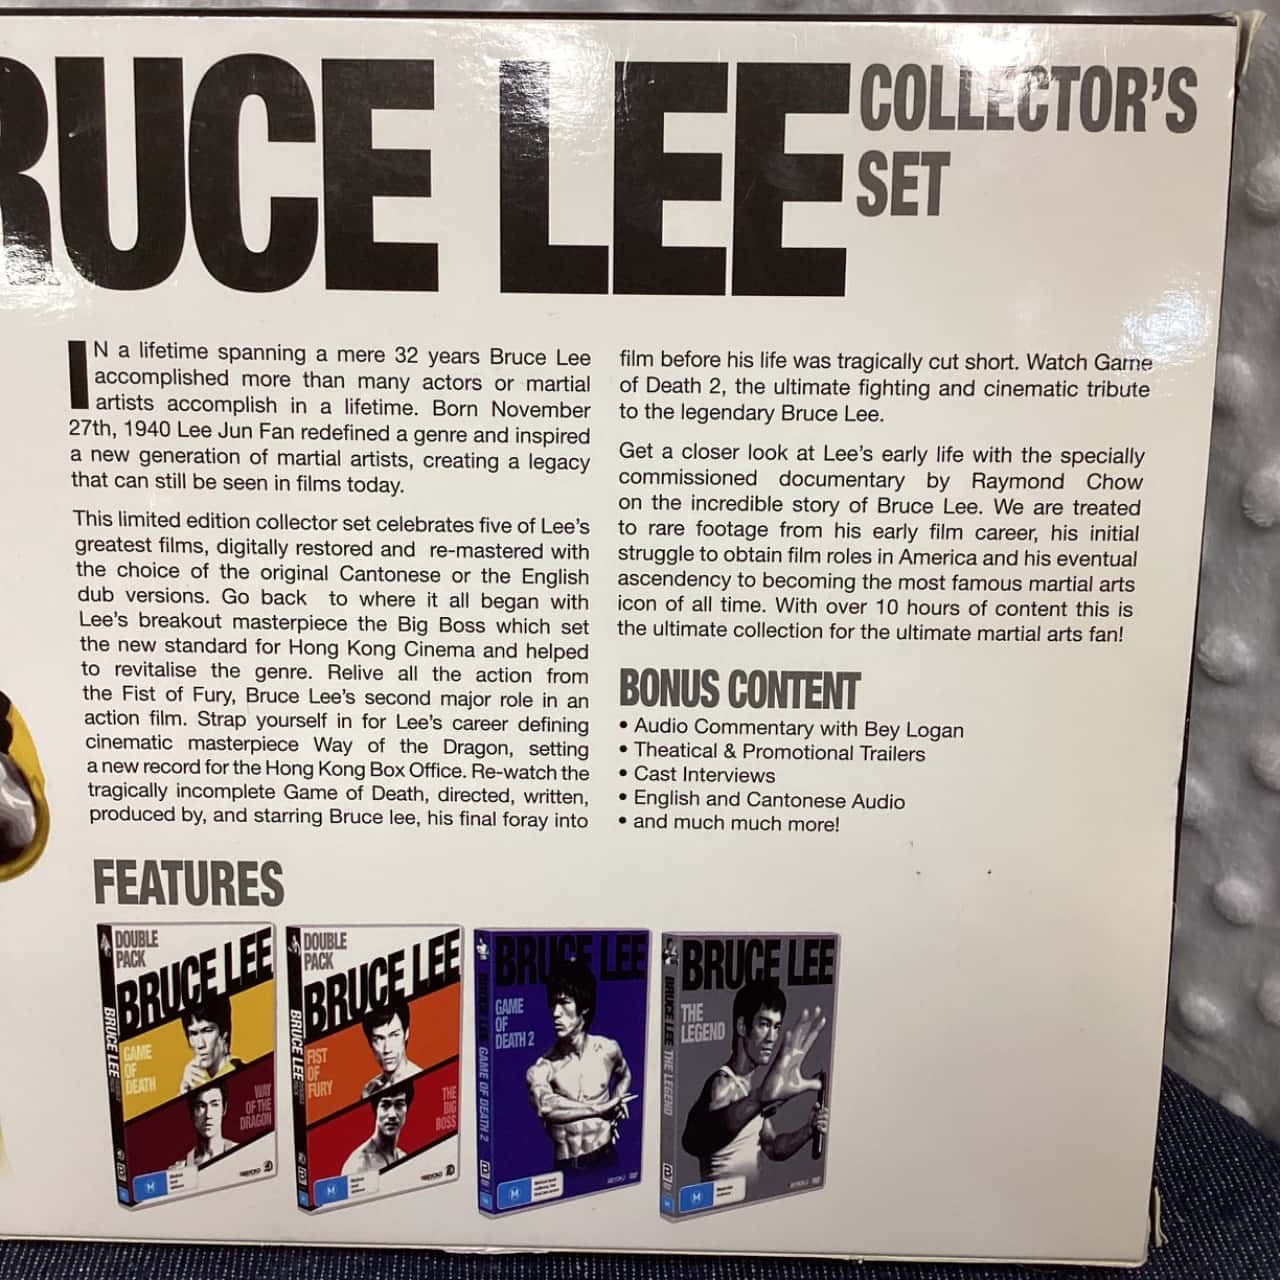 BRUCE LEE
COLLECTOR'S
SET
IN a lifetime spanning a mere 32 years Bruce Lee
accomplished more than many actors or martial
artists accomplish in a lifetime. Born November
27th, 1940 Lee Jun Fan redefined a genre and inspired
a new generation of martial artists, creating a legacy
that can still be seen in films today.
This limited edition collector set celebrates five of Lee's
greatest films, digitally restored and re-mastered with
the choice of the original Cantonese or the English
dub versions. Go back to where it all began with
Lee's breakout masterpiece the Big Boss which set
the new standard for Hong Kong Cinema and helped
to revitalise the genre. Relive all the action from
the Fist of Fury, Bruce Lee's second major role in an
action film. Strap yourself in for Lee's career defining
cinematic masterpiece Way of the Dragon, setting
a new record for the Hong Kong Box Office. Re-watch the
tragically incomplete Game of Death, directed, written,
produced by, and starring Bruce lee, his final foray into
film before his life was tragically cut short. Watch Game
of Death 2, the ultimate fighting and cinematic tribute
to the legendary Bruce Lee.
Get a closer look at Lee's early life with the specially
commissioned documentary by Raymond Chow
on the incredible story of Bruce Lee. We are treated
to rare footage from his early film career, his initial
struggle to obtain film roles in America and his eventual
ascendency to becoming the most famous martial arts
icon of all time. With over 10 hours of content this is
the ultimate collection for the ultimate martial arts fan!
BONUS CONTENT
• Audio Commentary with Bey Logan
• Theatical & Promotional Trailers
• Cast Interviews
• English and Cantonese Audio
• and much much more!
FEATURES
DOUBLE
PACK
BRUCE LEE
BRUCE LEE
GAME
OF
DEATH
WAY
OF THE
DRAGON
M
DOUBLE
PACK
BRUCE LEE
BRUCE LEE
FIST
OF
FURY
THE
BIG
BOSS
M
BRUCE LEE
GAME
OF
DEATH 2
BRUCE LEE GAME OF DEATH 2
M
BRUCE LEE
THE
LEGEND
BRUCE LEE THE LEGEND
M